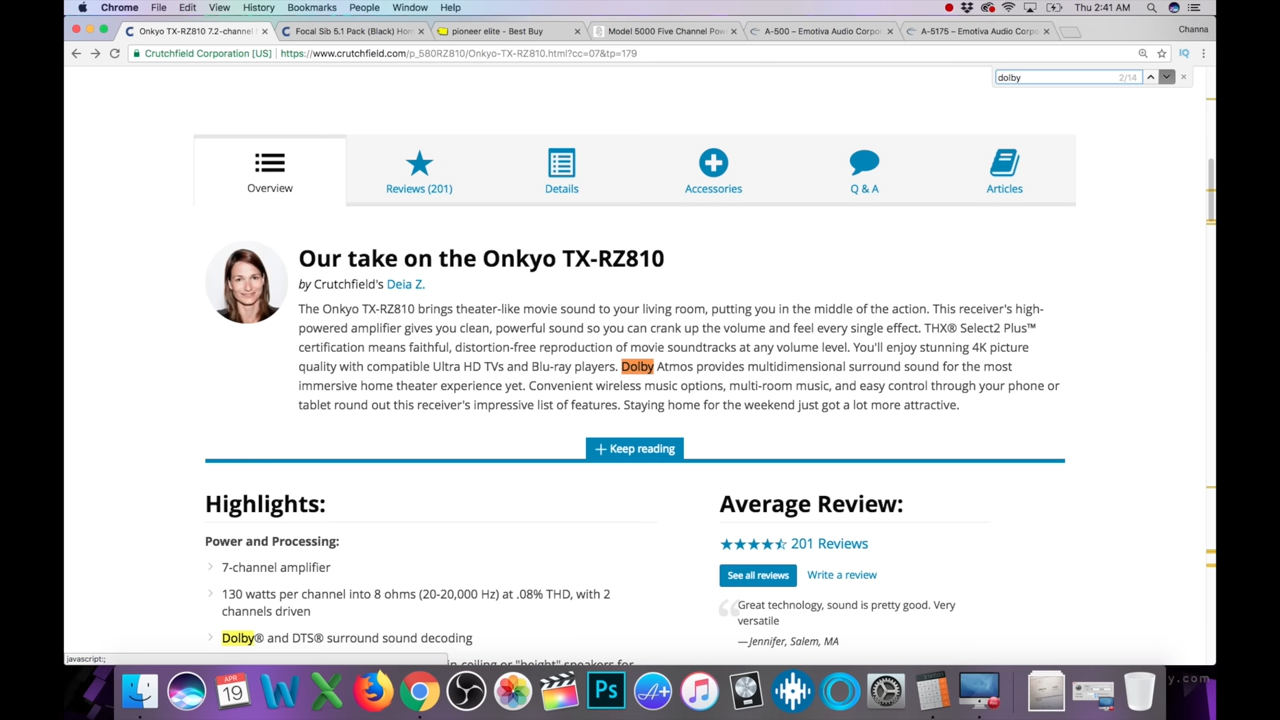 Chrome File Edit View History Bookmarks People Window Help Thu 2:41 AM
Onkyo TX-RZ810 7.2-channel Focal Sib 5.1 Pack (Black) Hom pioneer elite - Best Buy Model 5000 Five Channel Pow A-500 – Emotiva Audio Corpo A-5175 – Emotiva Audio Corp Channa
Crutchfield Corporation [US] https://www.crutchfield.com/p_580RZ810/Onkyo-TX-RZ810.html?cc=07&tp=179
dolby 2/14
Overview Reviews (201) Details Accessories Q & A Articles
Our take on the Onkyo TX-RZ810
by Crutchfield's Deia Z.
The Onkyo TX-RZ810 brings theater-like movie sound to your living room, putting you in the middle of the action. This receiver's high-
powered amplifier gives you clean, powerful sound so you can crank up the volume and feel every single effect. THX® Select2 Plus™
certification means faithful, distortion-free reproduction of movie soundtracks at any volume level. You'll enjoy stunning 4K picture
quality with compatible Ultra HD TVs and Blu-ray players. Dolby Atmos provides multidimensional surround sound for the most
immersive home theater experience yet. Convenient wireless music options, multi-room music, and easy control through your phone or
tablet round out this receiver's impressive list of features. Staying home for the weekend just got a lot more attractive.
Keep reading
Highlights:
Power and Processing:
7-channel amplifier
130 watts per channel into 8 ohms (20-20,000 Hz) at .08% THD, with 2
channels driven
Dolby® and DTS® surround sound decoding
in-ceiling or "height" speakers for
Average Review:
201 Reviews
See all reviews Write a review
Great technology, sound is pretty good. Very
versatile
—Jennifer, Salem, MA
javascript:;
APR
19
Ps